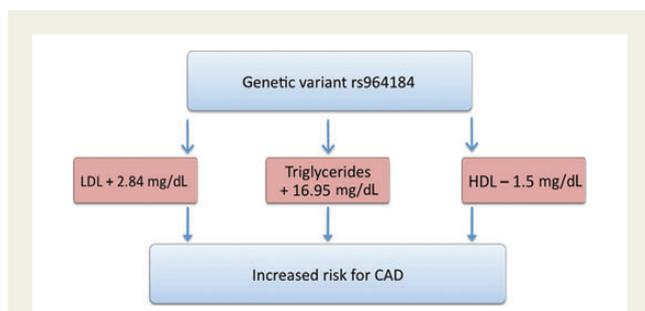 Genetic variant rs964184
LDL + 2.84 mg/dL
Triglycerides
+ 16.95 mg/dL
HDL – 1.5 mg/dL
Increased risk for CAD